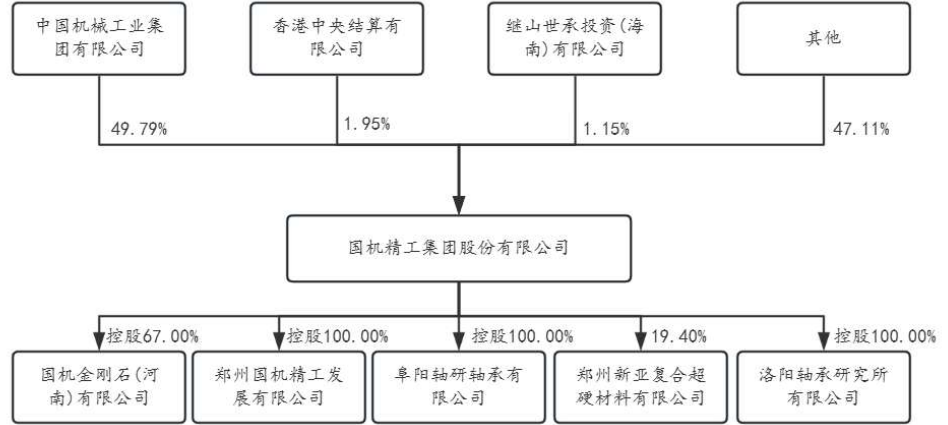 中国机械工业集
团有限公司
香港中央结算有
限公司
继山世承投资(海
南)有限公司
其他
49.79%
1.95%
1.15%
47.11%
国机精工集团股份有限公司
控股67.00%
控股100.00%
控股100.00%
19.40%
控股100.00%
国机金刚石(河
南)有限公司
郑州国机精工发
展有限公司
阜阳轴研轴承有
限公司
郑州新亚复合超
硬材料有限公司
洛阳轴承研究所
有限公司